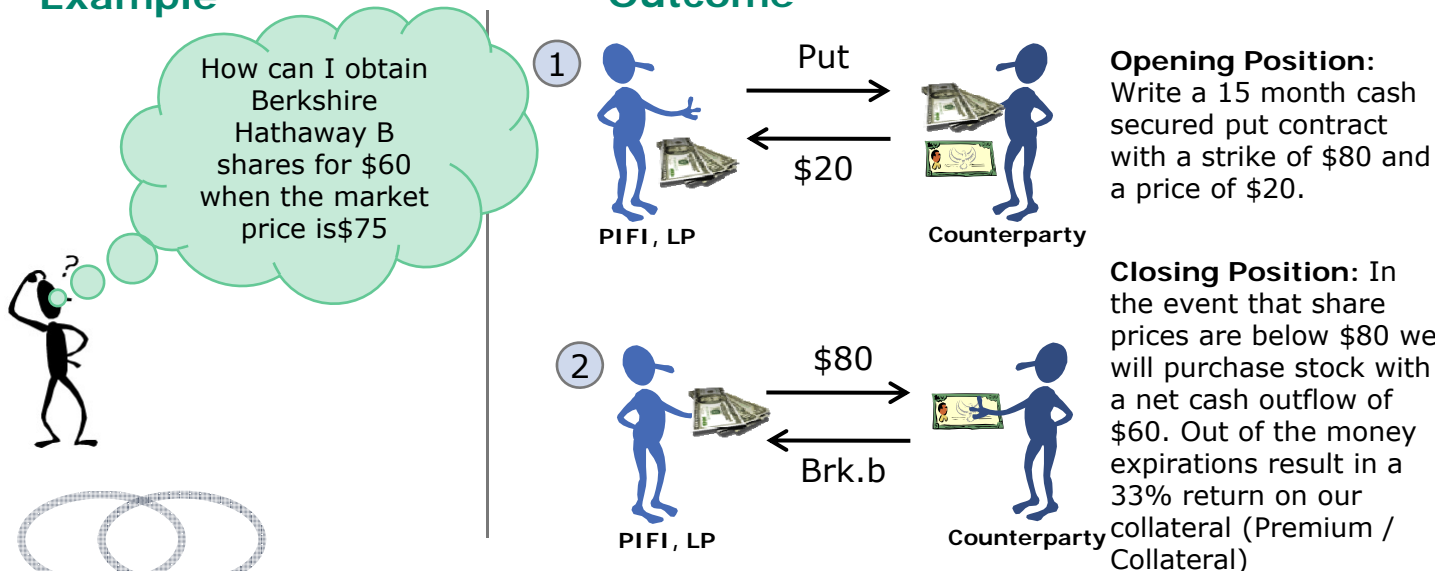 Example
Outcome
How can I obtain
Berkshire
Hathaway B
shares for $60
when the market
price is$75
?
1
Put
$20
PIFI, LP
Counterparty
Opening Position:
Write a 15 month cash
secured put contract
with a strike of $80 and
a price of $20.
2
$80
Brk.b
PIFI, LP
Counterparty
Closing Position: In
the event that share
prices are below $80 we
will purchase stock with
a net cash outflow of
$60. Out of the money
expirations result in a
33% return on our
collateral (Premium /
Collateral)